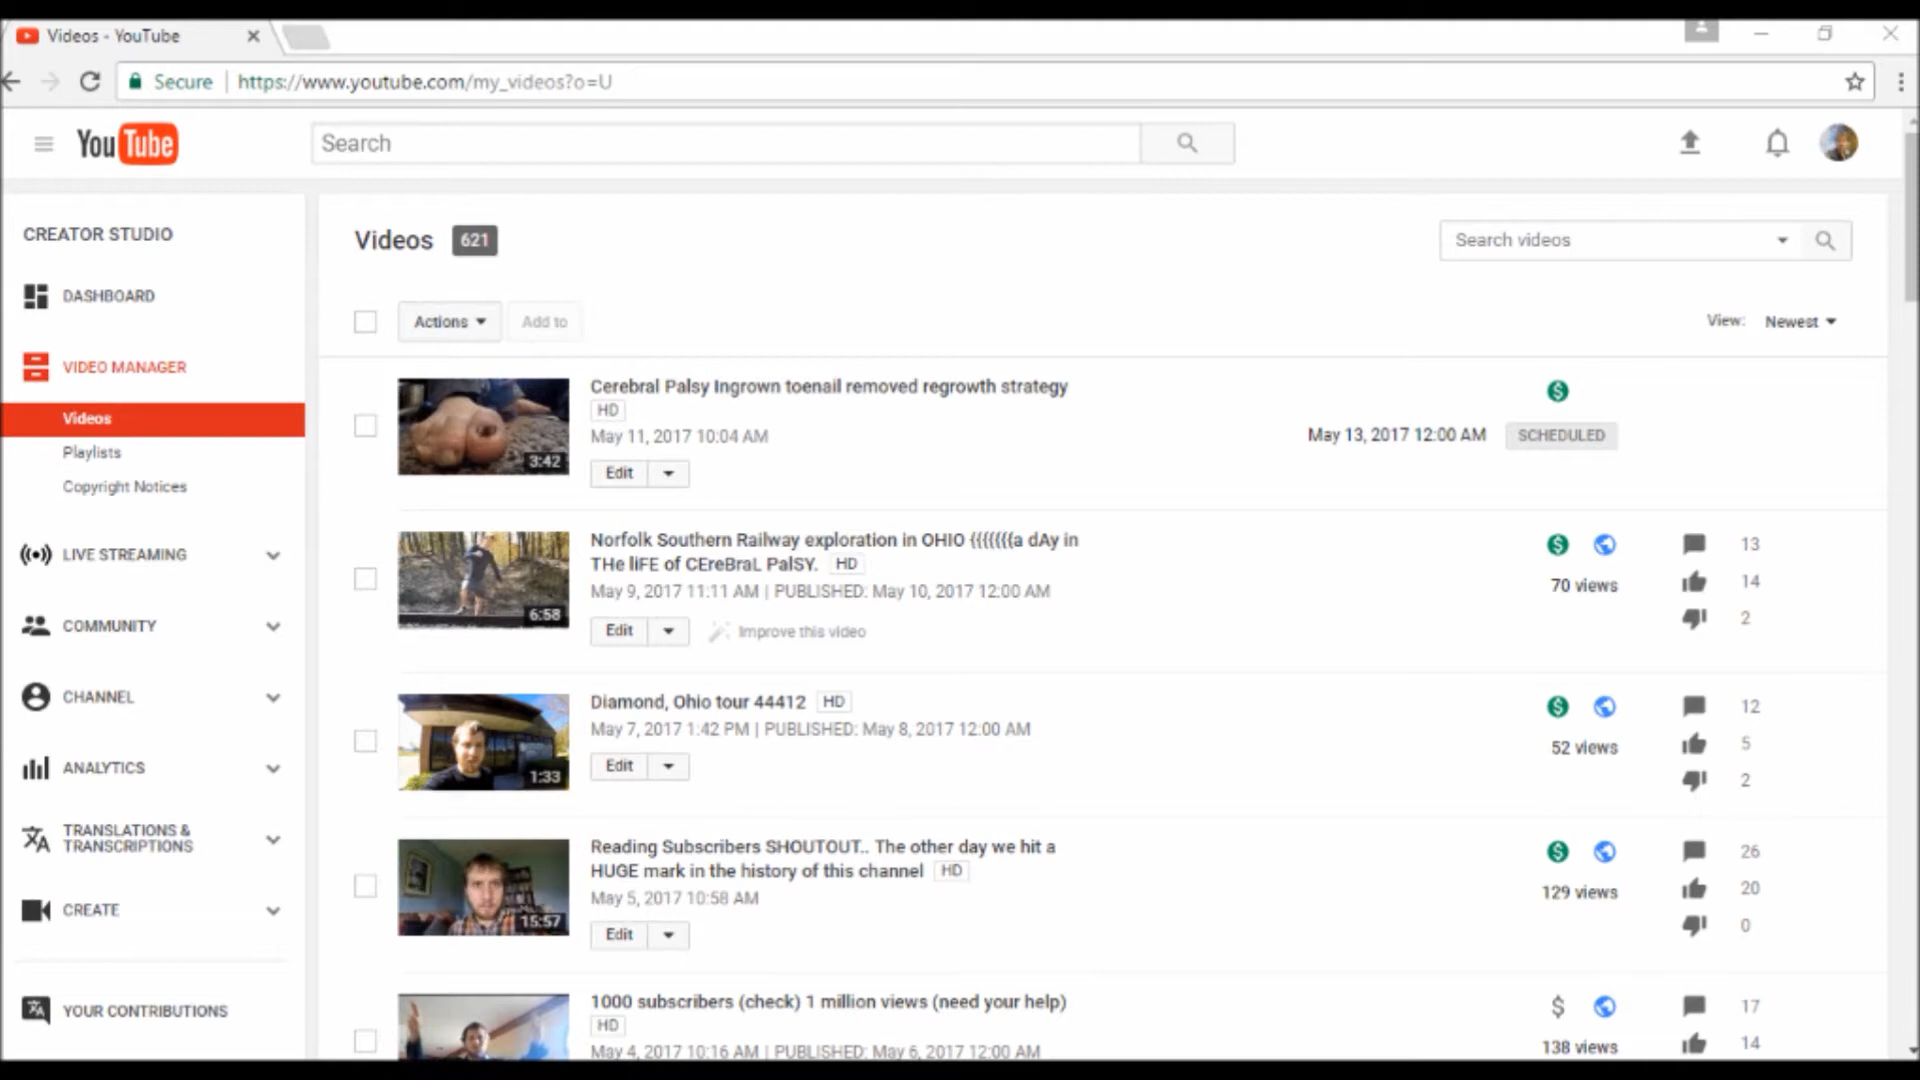 Videos - YouTube
Secure | https://www.youtube.com/my_videos?o=U
YouTube
Search
CREATOR STUDIO
DASHBOARD
VIDEO MANAGER
Videos
Playlists
Copyright Notices
LIVE STREAMING
COMMUNITY
CHANNEL
ANALYTICS
TRANSLATIONS &
TRANSCRIPTIONS
CREATE
YOUR CONTRIBUTIONS
Videos 621
Search videos
Actions Add to
View: Newest
3:42
Cerebral Palsy Ingrown toenail removed regrowth strategy
HD
May 11, 2017 10:04 AM
May 13, 2017 12:00 AM SCHEDULED
Edit
6:58
Norfolk Southern Railway exploration in OHIO {{{{{{{a dAy in
THe liFE of CEreBraL PalSY. HD
May 9, 2017 11:11 AM | PUBLISHED: May 10, 2017 12:00 AM
Edit Improve this video
70 views
13
14
2
1:33
Diamond, Ohio tour 44412 HD
May 7, 2017 1:42 PM | PUBLISHED: May 8, 2017 12:00 AM
Edit
52 views
12
5
2
15:57
Reading Subscribers SHOUTOUT.. The other day we hit a
HUGE mark in the history of this channel HD
May 5, 2017 10:58 AM
Edit
129 views
26
20
0
1000 subscribers (check) 1 million views (need your help)
HD
May 4, 2017 10:16 AM | PUBLISHED: May 6, 2017 12:00 AM
138 views
17
14